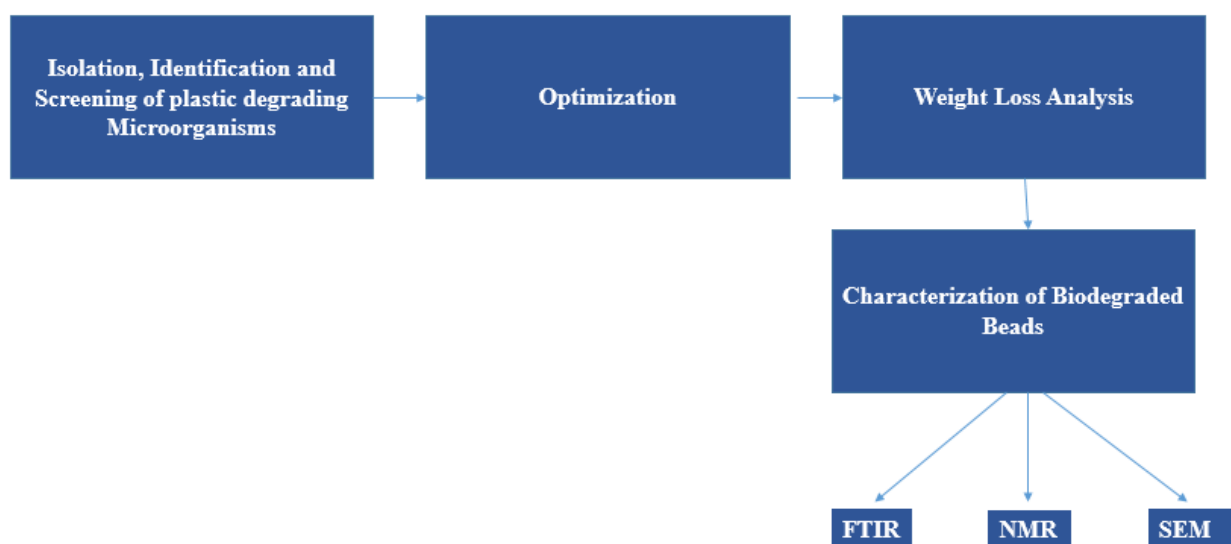 Isolation, Identification and
Screening of plastic degrading
Microorganisms
Optimization
Weight Loss Analysis
Characterization of Biodegraded
Beads
FTIR
NMR
SEM